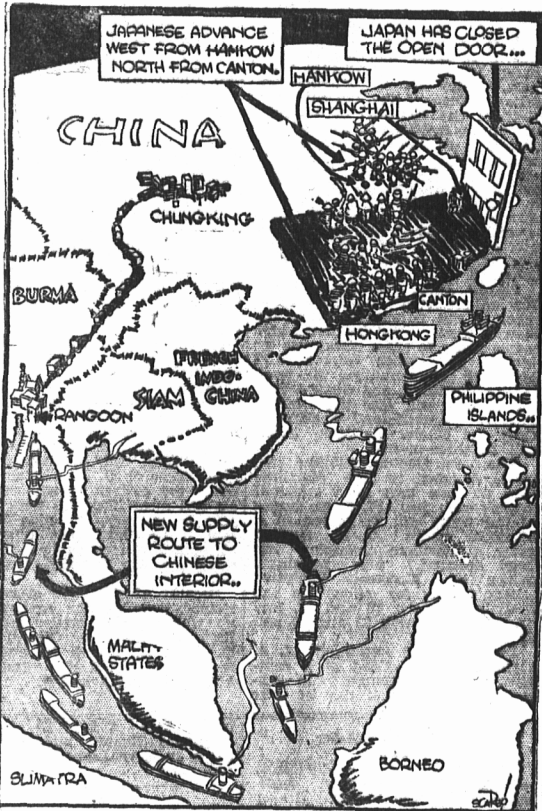 JAPANESE ADVANCE
WEST FROM HANKOW
NORTH FROM CANTON.
JAPAN HAS CLOSED
THE OPEN DOOR...
HANKOW
SHANGHAI
CHINA
CHUNGKING
BURMA
CANTON
HONGKONG
FRENCH
INDO-
CHINA
SIAM
RANGOON
PHILIPPINE
ISLANDS..
NEW SUPPLY
ROUTE TO
CHINESE
INTERIOR..
MALAY
STATES
BORNEO
SUMATRA